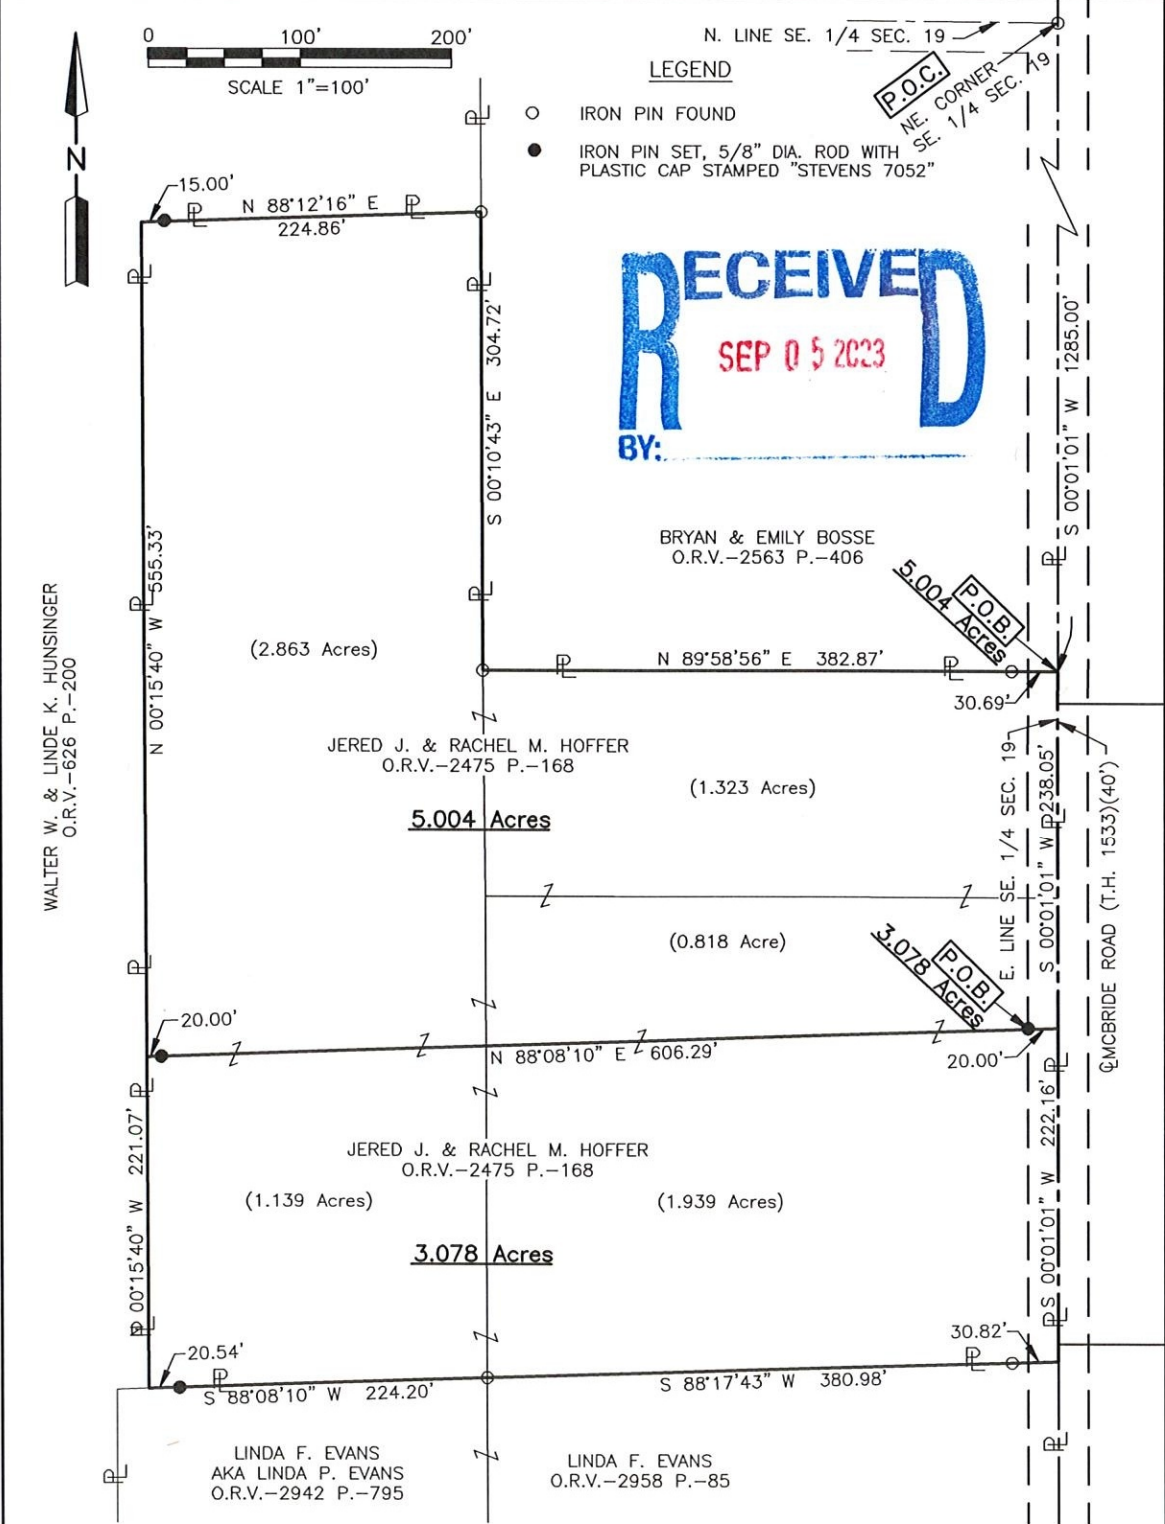 0 100' 200'
SCALE 1"=100'
N
N. LINE SE. 1/4 SEC. 19
P.O.C.
NE. CORNER
SE. 1/4 SEC. 19
LEGEND
IRON PIN FOUND
IRON PIN SET, 5/8" DIA. ROD WITH
PLASTIC CAP STAMPED "STEVENS 7052"
15.00'
N 88°12'16" E
224.86'
RECEIVED
SEP 05 2023
BY:
S 00°10'43" E 304.72'
S 00°01'01" W 1285.00'
BRYAN & EMILY BOSSE
O.R.V.-2563 P.-406
P.O.B.
5.004 Acres
N 00°15'40" W 555.33'
WALTER W. & LINDE K. HUNSINGER
O.R.V.-626 P.-200
(2.863 Acres)
N 89°58'56" E 382.87'
30.69'
JERED J. & RACHEL M. HOFFER
O.R.V.-2475 P.-168
(1.323 Acres)
5.004 Acres
E. LINE SE. 1/4 SEC. 19
S 00°01'01" W 238.05'
℄MCBRIDE ROAD (T.H. 1533)(40')
(0.818 Acre)
P.O.B.
3.078 Acres
20.00'
N 88°08'10" E 606.29'
20.00'
N 00°15'40" W 221.07'
S 00°01'01" W 222.16'
JERED J. & RACHEL M. HOFFER
O.R.V.-2475 P.-168
(1.139 Acres)
(1.939 Acres)
3.078 Acres
20.54'
30.82'
S 88°08'10" W 224.20'
S 88°17'43" W 380.98'
LINDA F. EVANS
AKA LINDA P. EVANS
O.R.V.-2942 P.-795
LINDA F. EVANS
O.R.V.-2958 P.-85